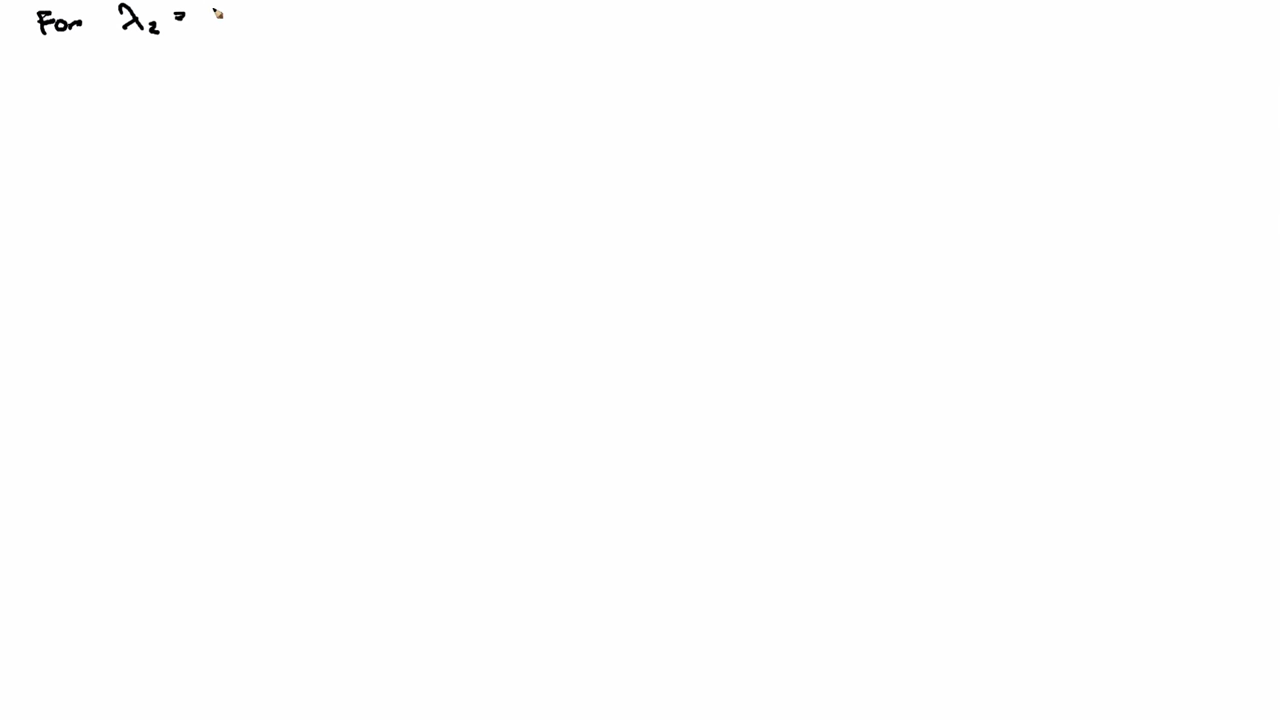 For λ₂ =